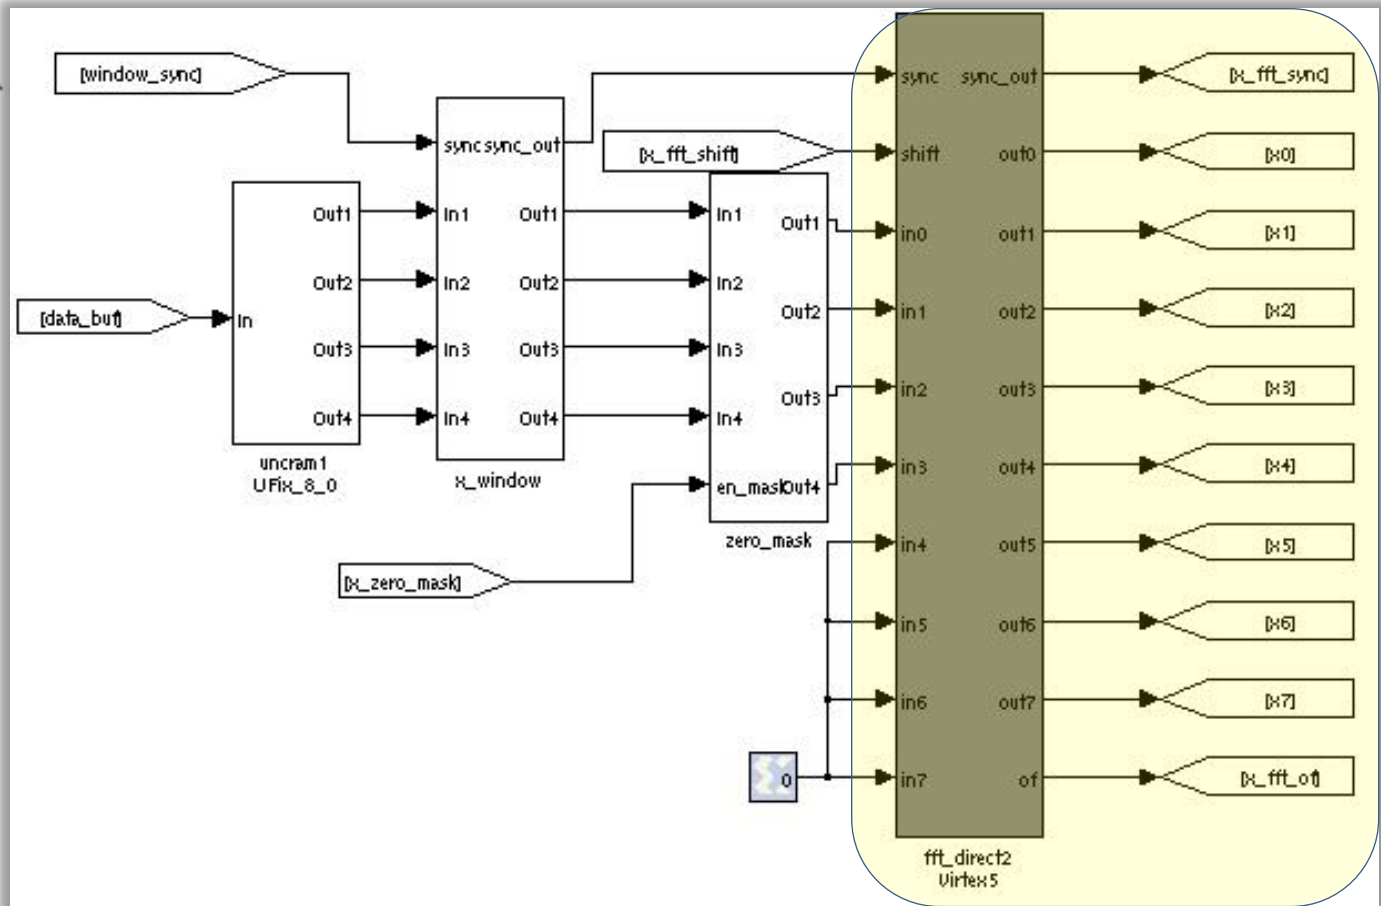 [window_sync]
[data_buf]
In
Out1
Out2
Out3
Out4
uncram1
UFix_8_0
sync sync_out
In1 Out1
In2 Out2
In3 Out3
In4 Out4
x_window
[x_fft_shift]
[x_zero_mask]
In1
Out1
In2
Out2
In3
Out3
In4
en_mask Out4
zero_mask
0
sync sync_out
shift out0
in0 out1
in1 out2
in2 out3
in3 out4
in4 out5
in5 out6
in6 out7
in7 of
fft_direct2
Virtex5
[x_fft_sync]
[x0]
[x1]
[x2]
[x3]
[x4]
[x5]
[x6]
[x7]
[x_fft_of]